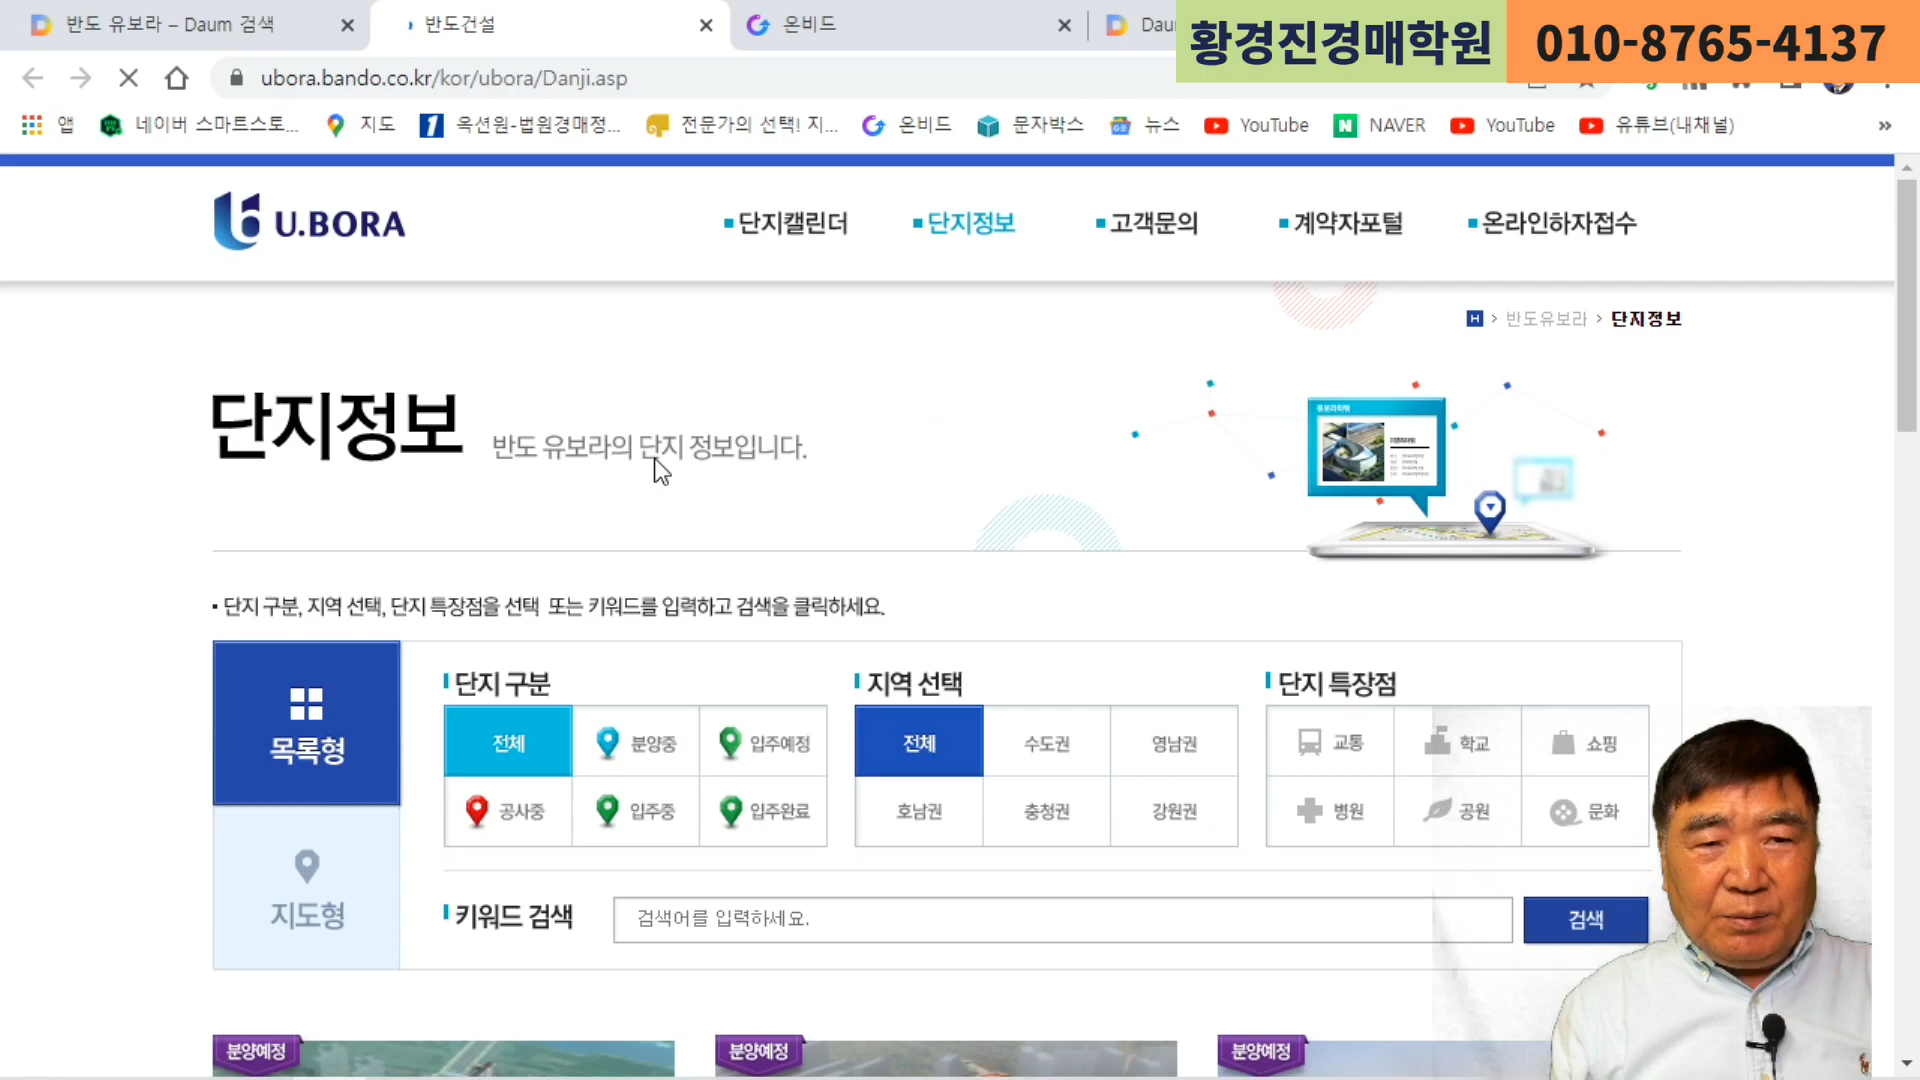 반도 유보라 – Daum 검색
반도건설
온비드
Dau
황경진경매학원
010-8765-4137
ubora.bando.co.kr/kor/ubora/Danji.asp
앱
네이버 스마트스토...
지도
옥션원-법원경매정...
전문가의 선택! 지...
온비드
문자박스
뉴스
YouTube
NAVER
YouTube
유튜브(내채널)
U.BORA
단지캘린더
단지정보
고객문의
계약자포털
온라인하자접수
H > 반도유보라 > 단지정보
단지정보
반도 유보라의 단지 정보입니다.
단지 구분, 지역 선택, 단지 특장점을 선택 또는 키워드를 입력하고 검색을 클릭하세요.
목록형
지도형
단지 구분
전체
분양중
입주예정
공사중
입주중
입주완료
지역 선택
전체
수도권
영남권
호남권
충청권
강원권
단지 특장점
교통
학교
쇼핑
병원
공원
문화
키워드 검색
검색어를 입력하세요.
검색
분양예정
분양예정
분양예정